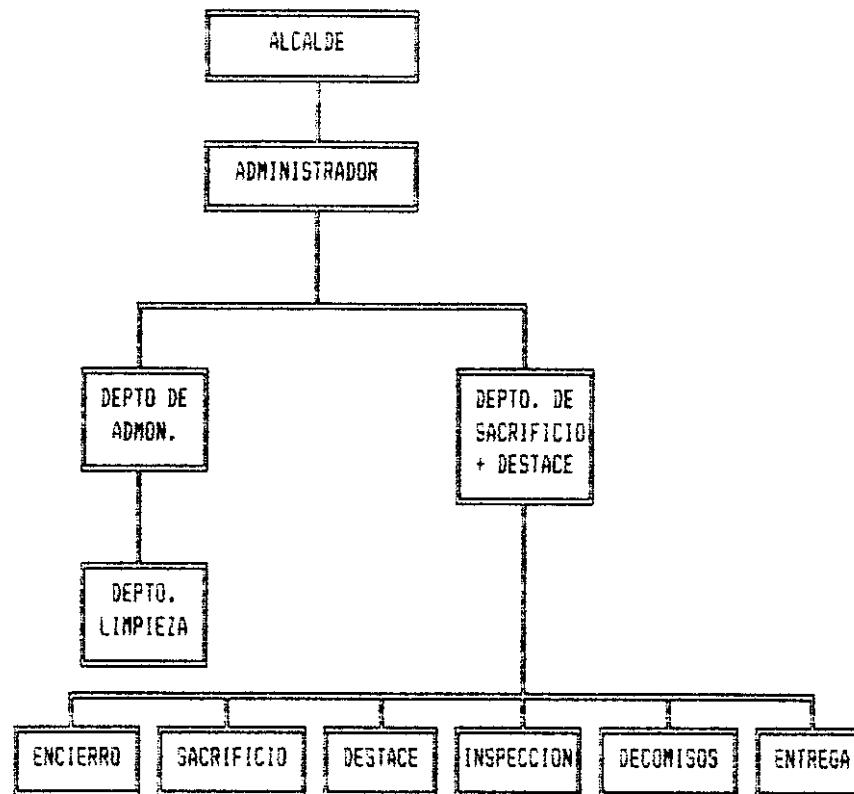 ALCALDE
ADMINISTRADOR
DEPTO DE
ADMON.
DEPTO. DE
SACRIFICIO
+ DESTACE
DEPTO.
LIMPIEZA
ENCIERRO
SACRIFICIO
DESTACE
INSPECCION
DECOMISOS
ENTREGA